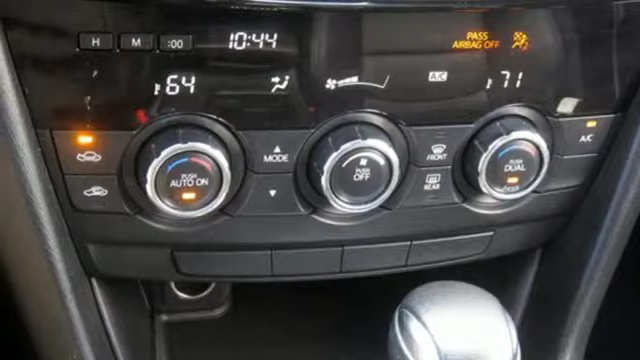 H M :00 10:44 PASS
AIRBAG OFF
64 A/C 71
PUSH
AUTO ON
MODE
PUSH
OFF
FRONT
REAR
PUSH
DUAL
A/C